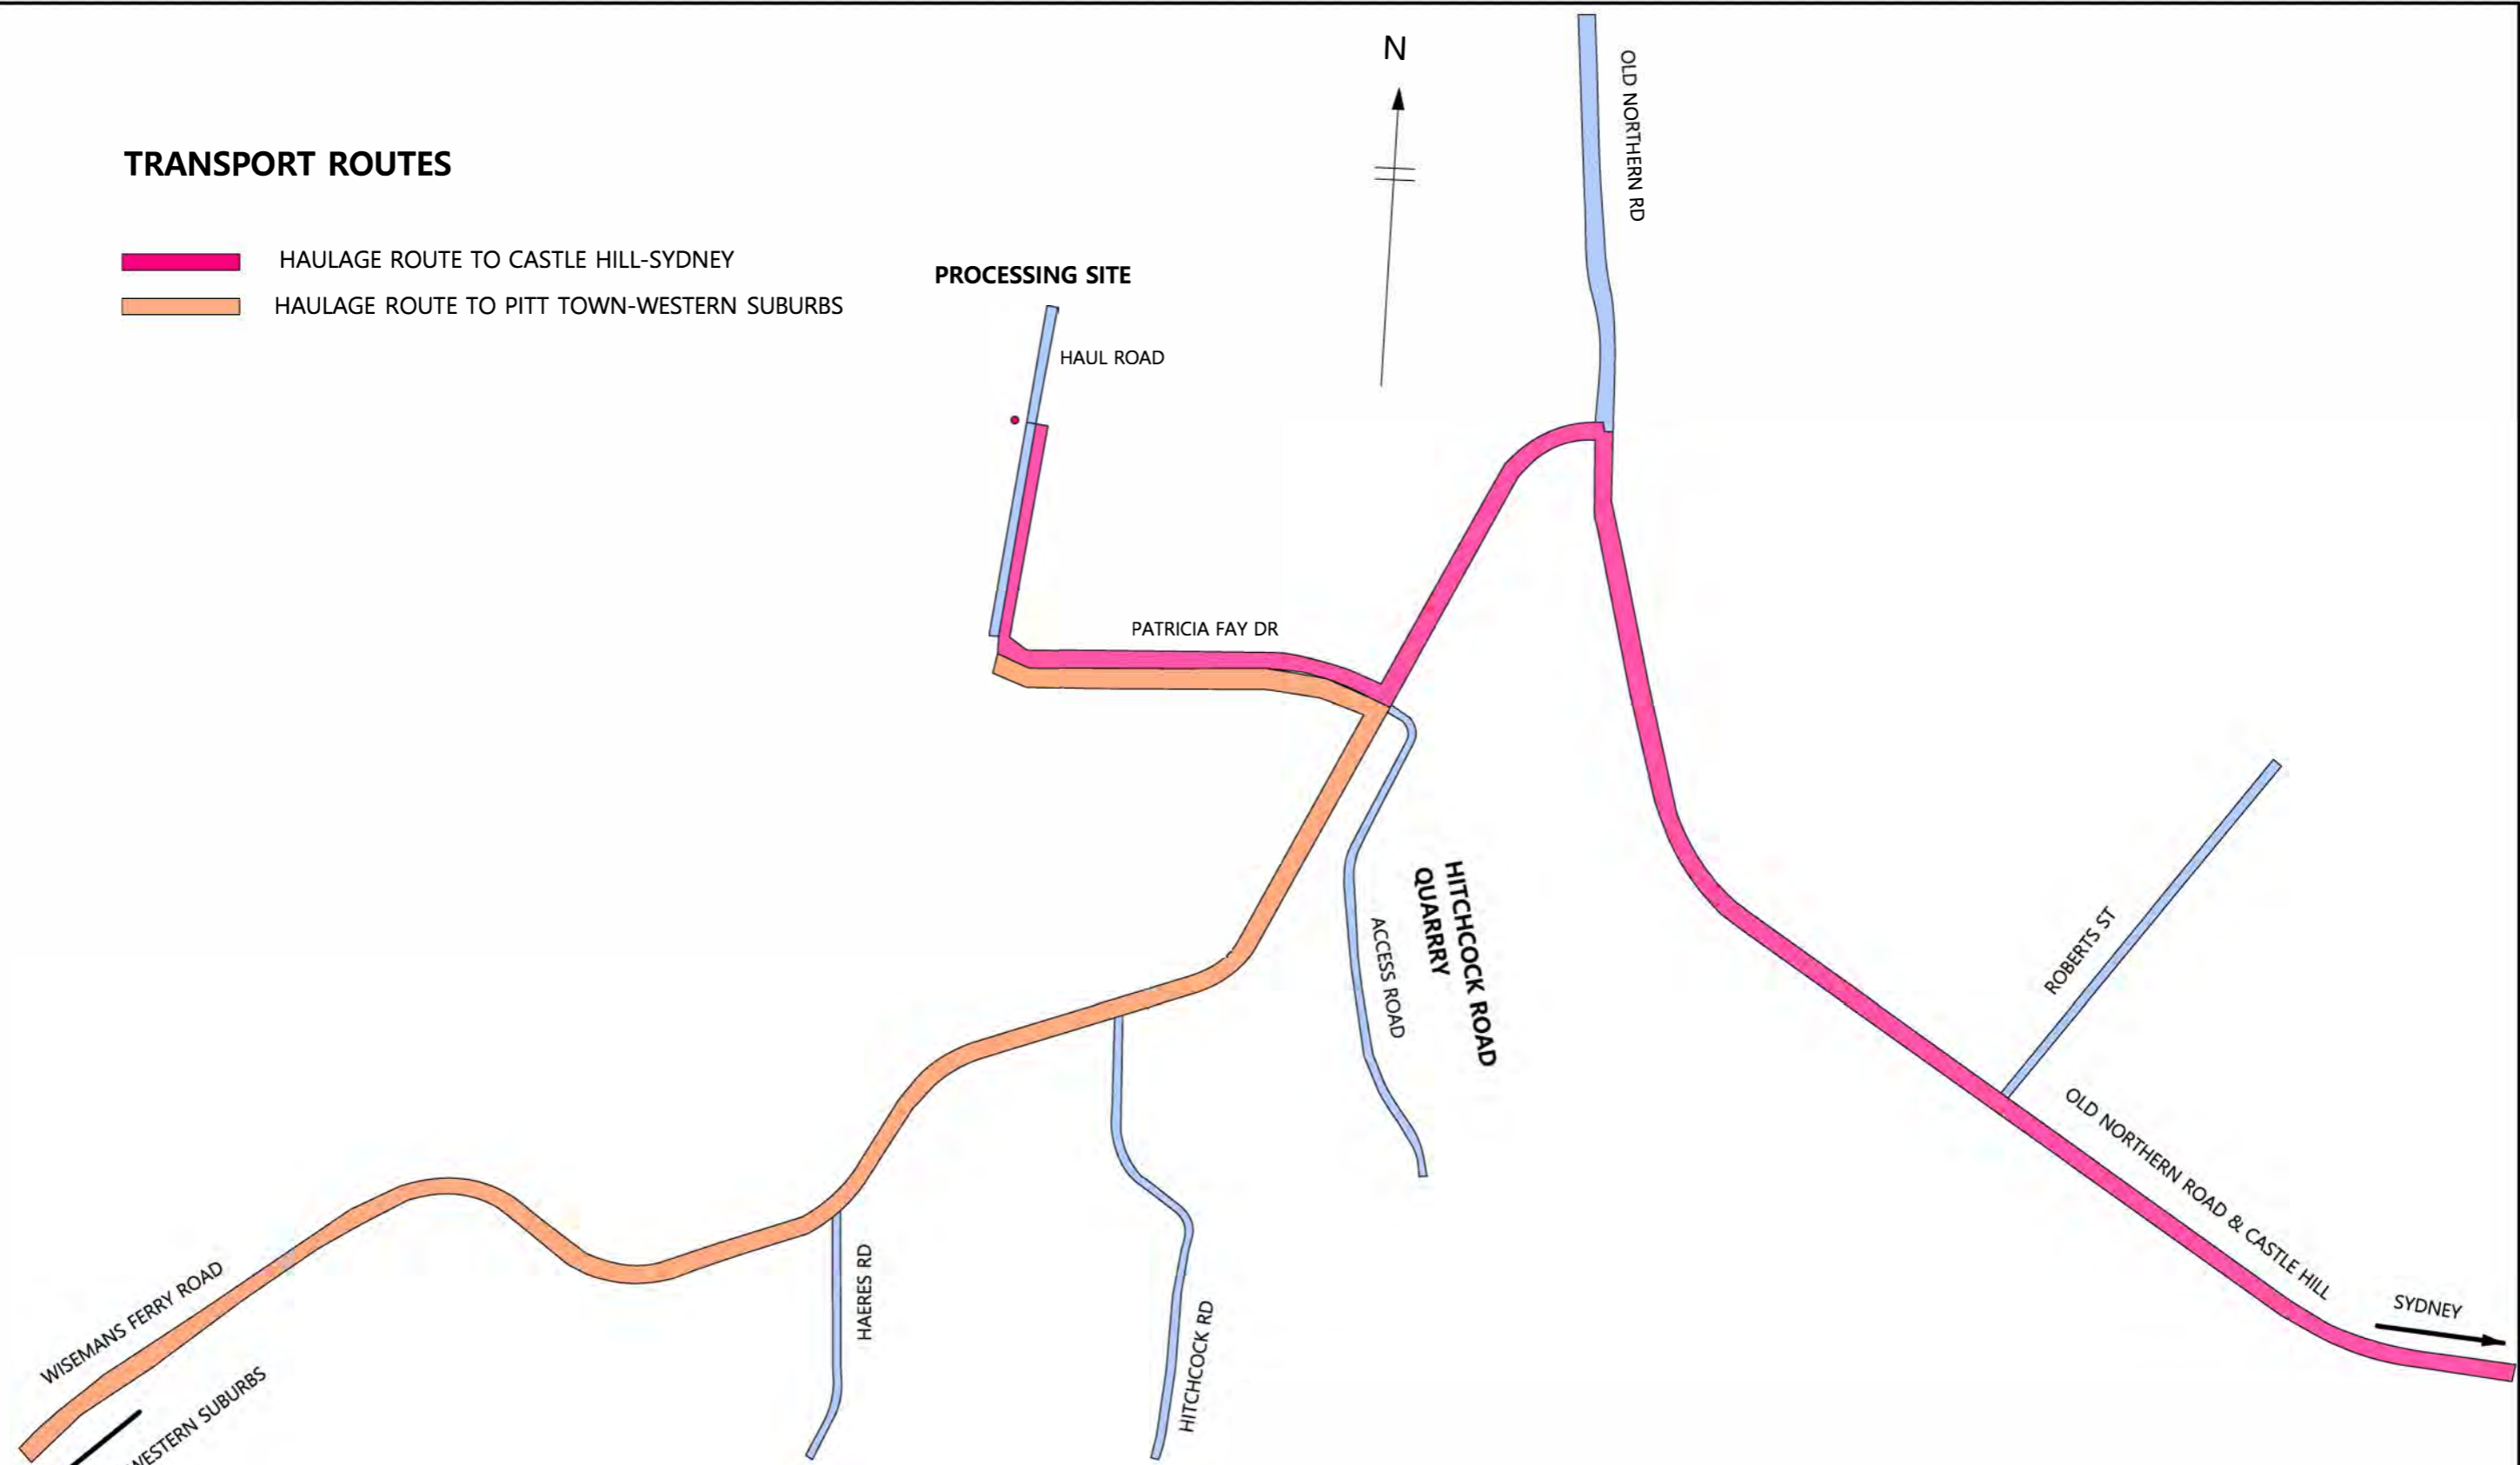 N
OLD NORTHERN RD
TRANSPORT ROUTES
HAULAGE ROUTE TO CASTLE HILL-SYDNEY
HAULAGE ROUTE TO PITT TOWN-WESTERN SUBURBS
PROCESSING SITE
HAUL ROAD
PATRICIA FAY DR
HITCHCOCK ROAD
QUARRRY
ACCESS ROAD
ROBERTS ST
OLD NORTHERN ROAD & CASTLE HILL
SYDNEY
WISEMANS FERRY ROAD
WESTERN SUBURBS
HAERES RD
HITCHCOCK RD